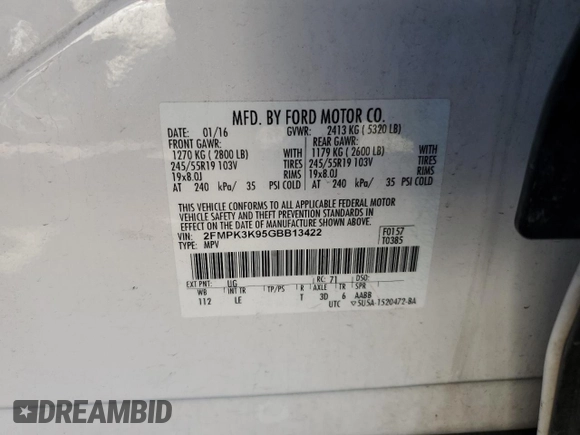 MFD. BY FORD MOTOR CO.
DATE: 01/16 GVWR: 2413 KG ( 5320 LB)
FRONT GAWR: REAR GAWR:
1270 KG ( 2800 LB) WITH 1179 KG ( 2600 LB) WITH
245/55R19 103V TIRES 245/55R19 103V TIRES
19x8.0J RIMS 19x8.0J RIMS
AT 240 kPa/ 35 PSI COLD AT 240 kPa/ 35 PSI COLD
THIS VEHICLE CONFORMS TO ALL APPLICABLE FEDERAL MOTOR
VEHICLE SAFETY AND THEFT PREVENTION STANDARDS IN
EFFECT ON THE DATE OF MANUFACTURE SHOWN ABOVE.
VIN: 2FMPK3K95GBB13422 F0157
TYPE: MPV T0385
EXT PNT: UG RC: 71 DSO:
WB INT TR TP/PS R AXLE TR SPR
112 LE T 3D 6 AABB
UTC 5U5A-1520472-BA
DREAMBID